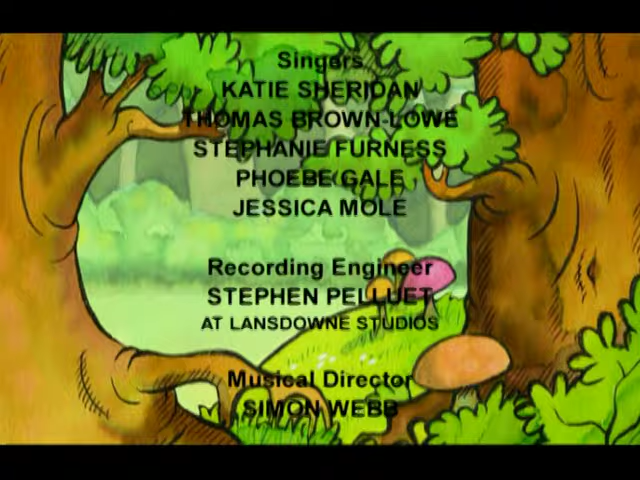 Singers
KATIE SHERIDAN
THOMAS BROWN-LOWE
STEPHANIE FURNESS
PHOEBE GALE
JESSICA MOLE
Recording Engineer
STEPHEN PELLUET
AT LANSDOWNE STUDIOS
Musical Director
SIMON WEBB